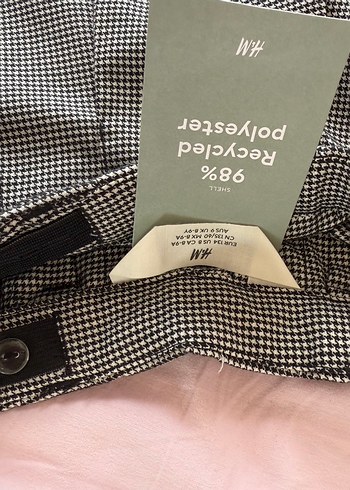 H&M
EUR 134 US 8 CA 8-9A
CN 135/60 MX 8-9A
AUS 9 UK 8-9Y
SHELL
98%
Recycled
polyester
H&M